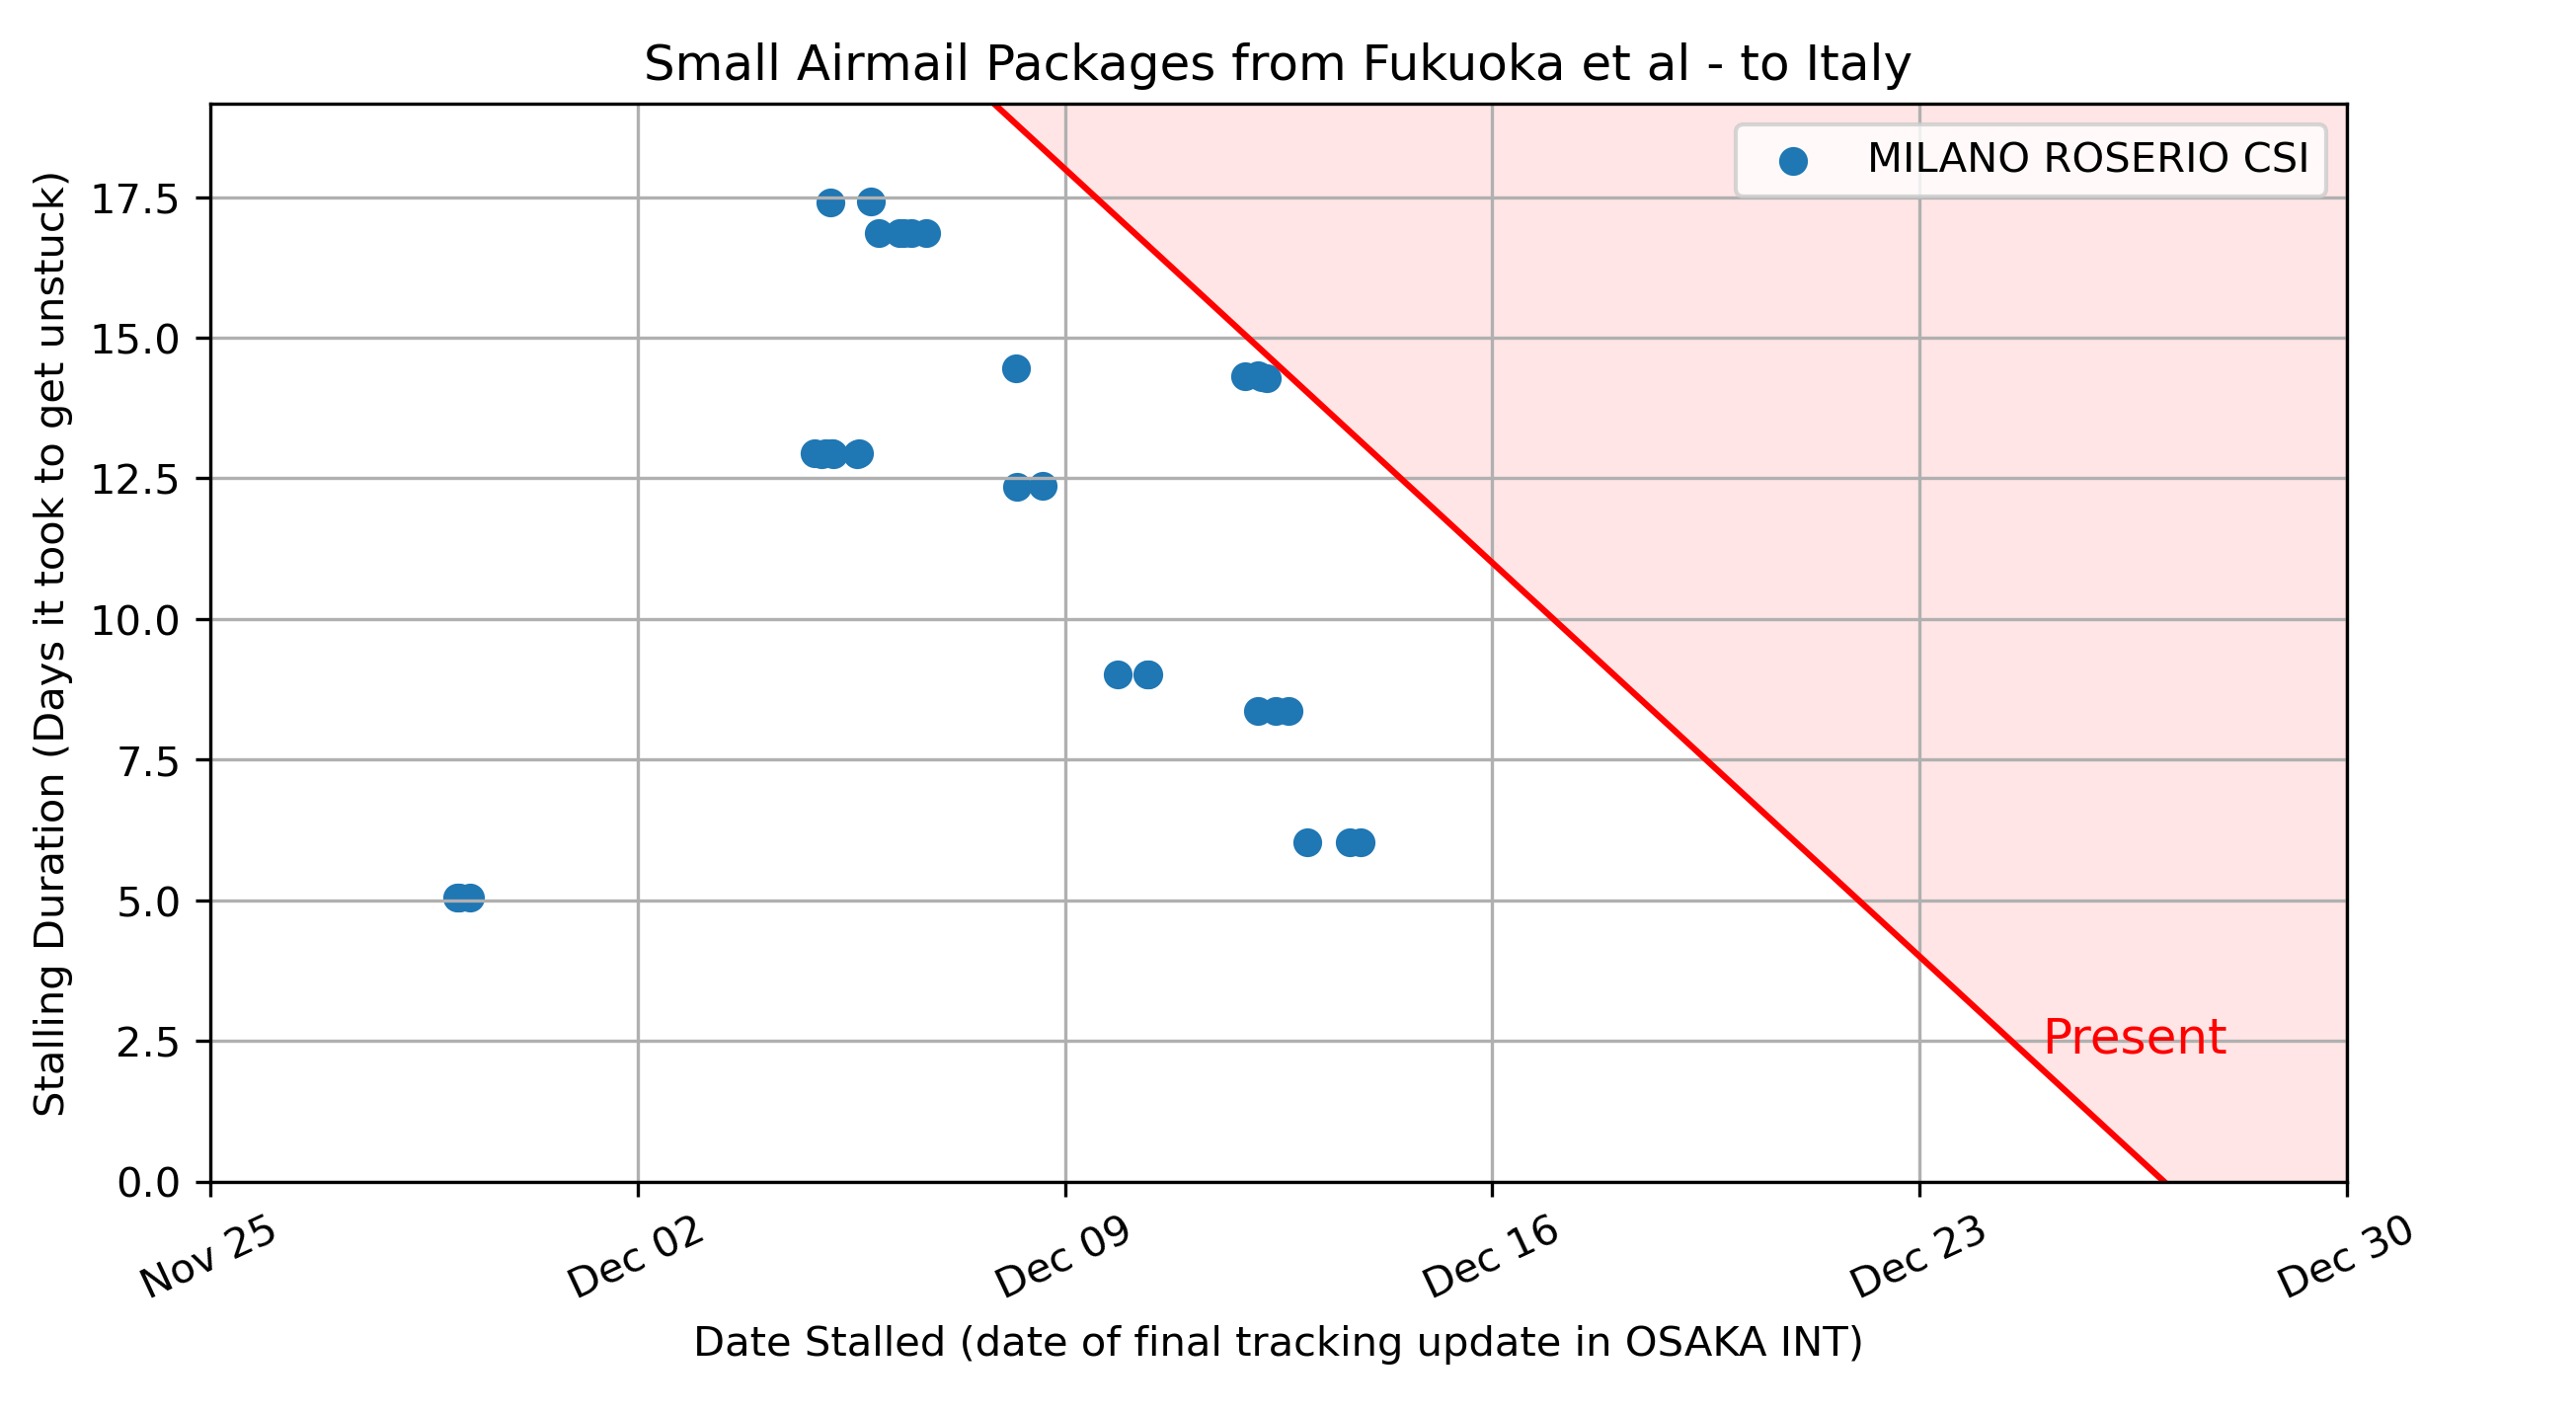 Small Airmail Packages from Fukuoka et al - to Italy
MILANO ROSERIO CSI
Stalling Duration (Days it took to get unstuck)
17.5
15.0
12.5
10.0
7.5
5.0
2.5
0.0
Present
Nov 25
Dec 02
Dec 09
Dec 16
Dec 23
Dec 30
Date Stalled (date of final tracking update in OSAKA INT)